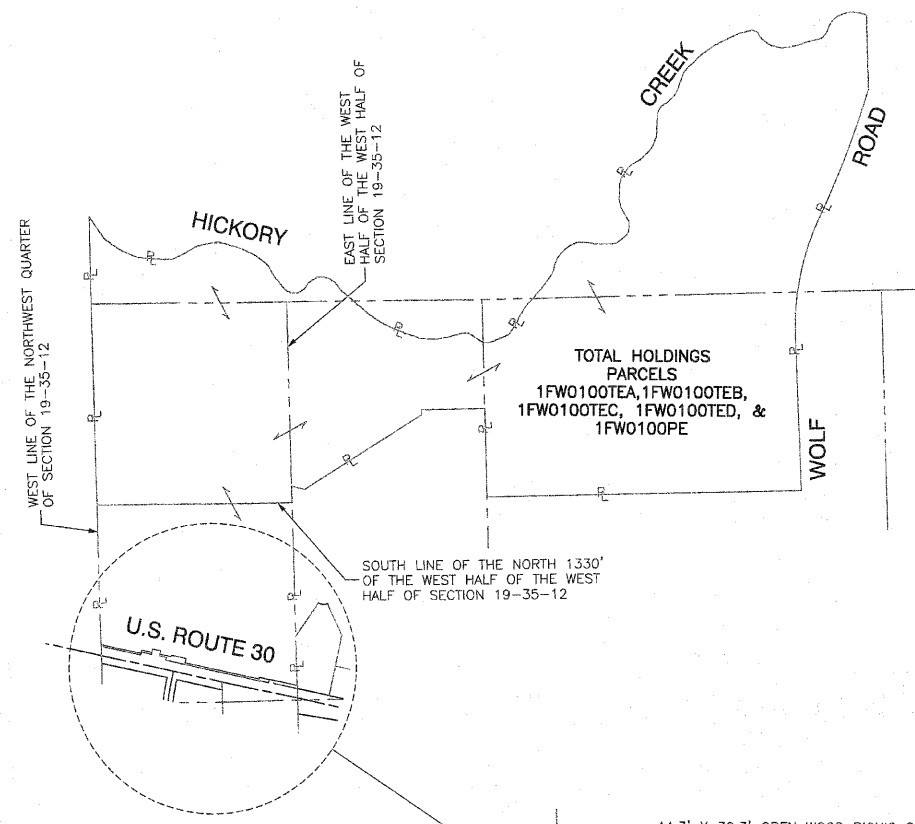 CREEK
ROAD
EAST LINE OF THE WEST
HALF OF THE WEST HALF OF
SECTION 19-35-12
HICKORY
WEST LINE OF THE NORTHWEST QUARTER
OF SECTION 19-35-12
TOTAL HOLDINGS
PARCELS
1FW0100TEA,1FW0100TEB,
1FW0100TEC, 1FW0100TED, &
1FW0100PE
WOLF
SOUTH LINE OF THE NORTH 1330'
OF THE WEST HALF OF THE WEST
HALF OF SECTION 19-35-12
U.S. ROUTE 30